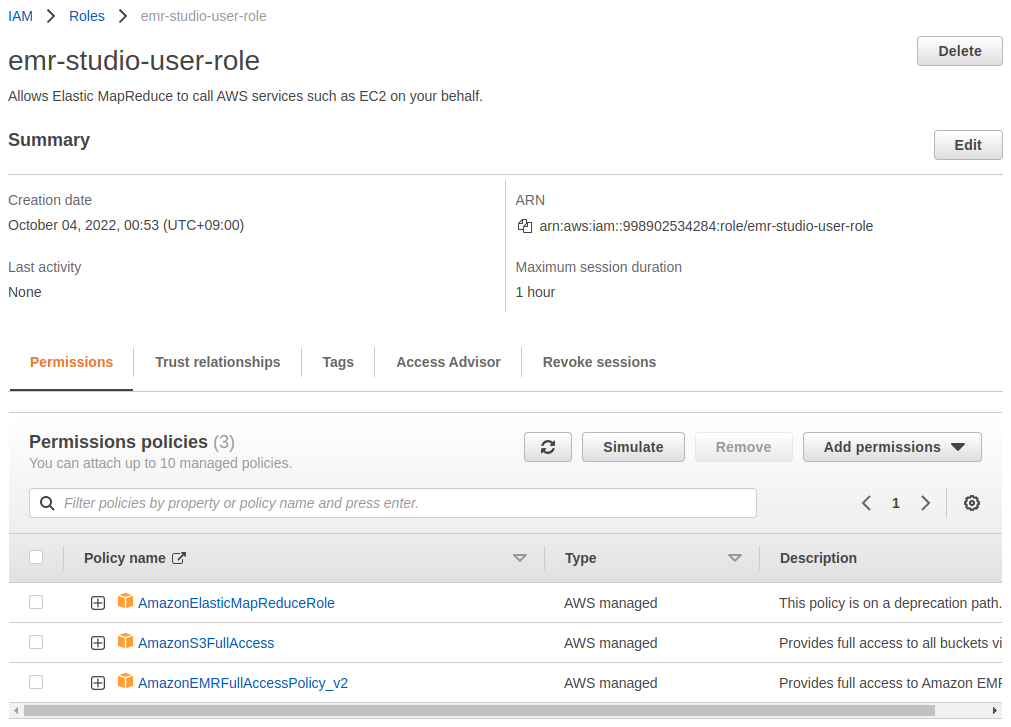 IAM > Roles > emr-studio-user-role
emr-studio-user-role
Delete
Allows Elastic MapReduce to call AWS services such as EC2 on your behalf.
Summary
Edit
Creation date
October 04, 2022, 00:53 (UTC+09:00)
ARN
arn:aws:iam::998902534284:role/emr-studio-user-role
Last activity
None
Maximum session duration
1 hour
Permissions Trust relationships Tags Access Advisor Revoke sessions
Permissions policies (3)
You can attach up to 10 managed policies.
Simulate Remove Add permissions
Filter policies by property or policy name and press enter.
1
Policy name Type Description
AmazonElasticMapReduceRole AWS managed This policy is on a deprecation path.
AmazonS3FullAccess AWS managed Provides full access to all buckets vi
AmazonEMRFullAccessPolicy_v2 AWS managed Provides full access to Amazon EMR